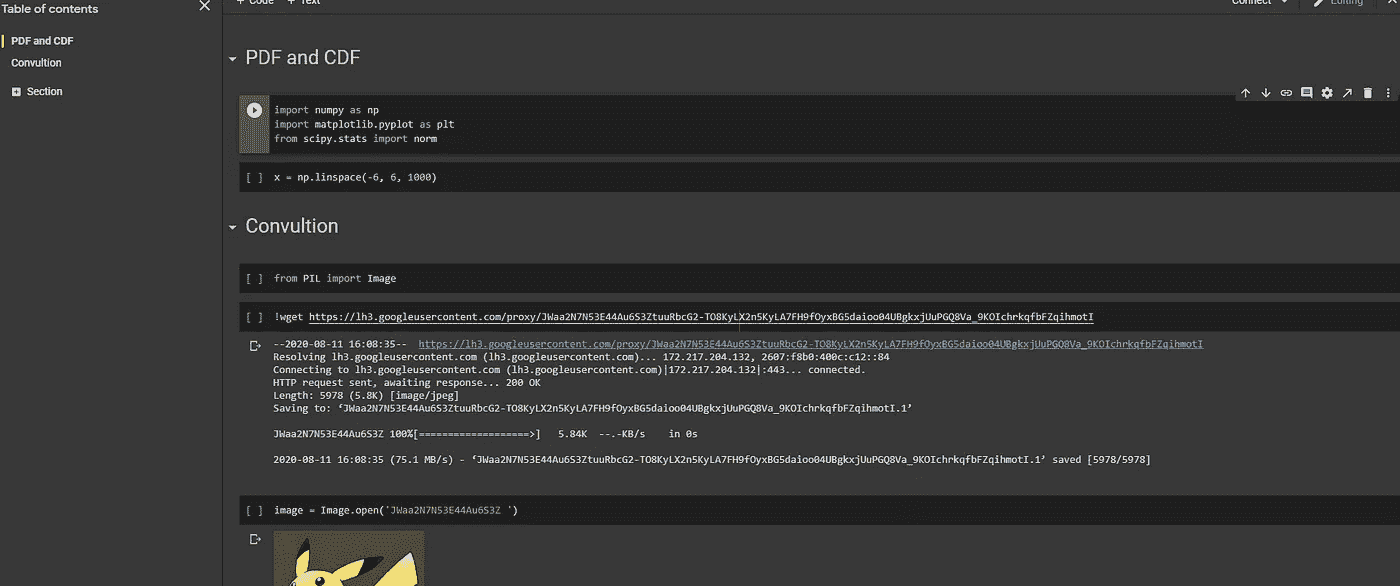 Table of contents
+ Code + Text
Connect
Editing
PDF and CDF
Convultion
Section
PDF and CDF
import numpy as np
import matplotlib.pyplot as plt
from scipy.stats import norm
[ ] x = np.linspace(-6, 6, 1000)
Convultion
[ ] from PIL import Image
[ ] !wget https://lh3.googleusercontent.com/proxy/JWaa2N7N53E44Au6S3ZtuuRbcG2-TO8KyLX2n5KyLA7FH9fOyxBG5daioo04UBgkxjUuPGQ8Va_9KOIchrkqfbFZqihmotI
--2020-08-11 16:08:35-- https://lh3.googleusercontent.com/proxy/JWaa2N7N53E44Au6S3ZtuuRbcG2-TO8KyLX2n5KyLA7FH9fOyxBG5daioo04UBgkxjUuPGQ8Va_9KOIchrkqfbFZqihmotI
Resolving lh3.googleusercontent.com (lh3.googleusercontent.com)... 172.217.204.132, 2607:f8b0:400c:c12::84
Connecting to lh3.googleusercontent.com (lh3.googleusercontent.com)|172.217.204.132|:443... connected.
HTTP request sent, awaiting response... 200 OK
Length: 5978 (5.8K) [image/jpeg]
Saving to: ‘JWaa2N7N53E44Au6S3ZtuuRbcG2-TO8KyLX2n5KyLA7FH9fOyxBG5daioo04UBgkxjUuPGQ8Va_9KOIchrkqfbFZqihmotI.1’
JWaa2N7N53E44Au6S3Z 100%[===================>] 5.84K --.-KB/s in 0s
2020-08-11 16:08:35 (75.1 MB/s) - ‘JWaa2N7N53E44Au6S3ZtuuRbcG2-TO8KyLX2n5KyLA7FH9fOyxBG5daioo04UBgkxjUuPGQ8Va_9KOIchrkqfbFZqihmotI.1’ saved [5978/5978]
[ ] image = Image.open('JWaa2N7N53E44Au6S3Z ')